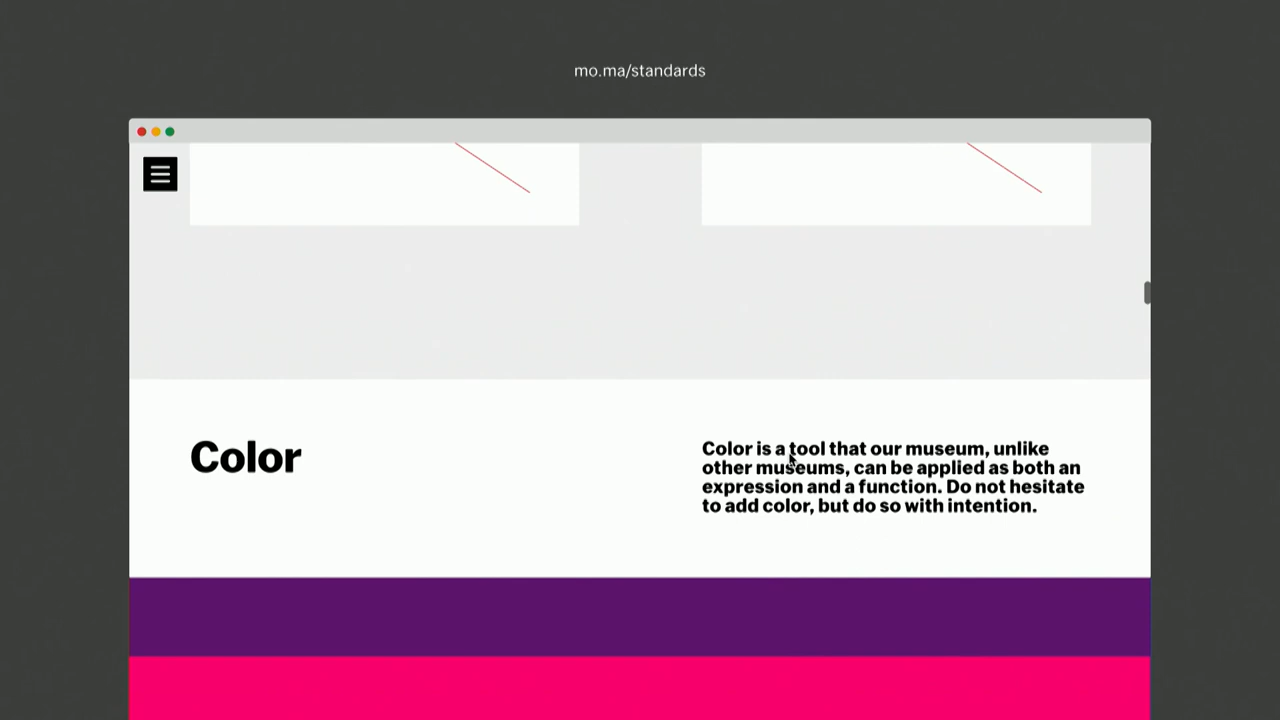 mo.ma/standards
Color
Color is a tool that our museum, unlike
other museums, can be applied as both an
expression and a function. Do not hesitate
to add color, but do so with intention.